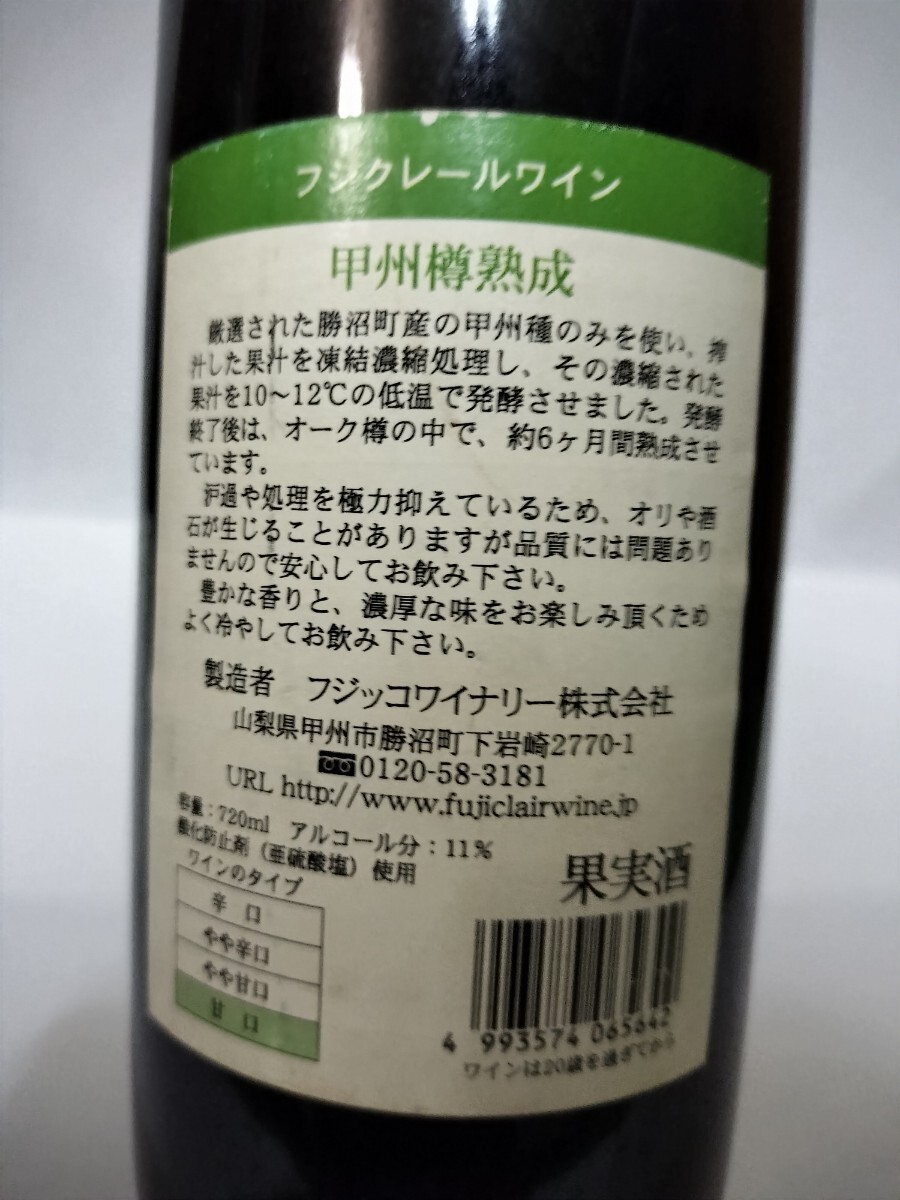 フジクレールワイン
甲州樽熟成
厳選された勝沼町産の甲州種のみを使い、搾
汁した果汁を凍結濃縮処理し、その濃縮された
果汁を10〜12℃の低温で発酵させました。発酵
終了後は、オーク樽の中で、約6ヶ月間熟成させ
ています。
沪過や処理を極力抑えているため、オリや酒
石が生じることがありますが品質には問題あり
ませんので安心してお飲み下さい。
豊かな香りと、濃厚な味をお楽しみ頂くため
よく冷やしてお飲み下さい。
製造者 フジッコワイナリー株式会社
山梨県甲州市勝沼町下岩崎2770-1
0120-58-3181
URL http://www.fujiclairwine.jp
容量：720ml アルコール分：11%
酸化防止剤（亜硫酸塩）使用
ワインのタイプ
辛口
やや辛口
やや甘口
甘口
果実酒
4 993574 065642
ワインは20歳を過ぎてから